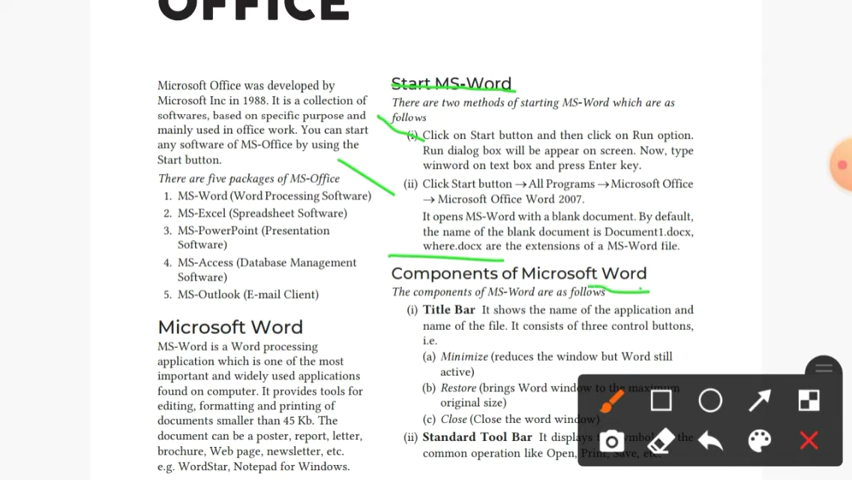 OFFICE
Microsoft Office was developed by
Microsoft Inc in 1988. It is a collection of
softwares, based on specific purpose and
mainly used in office work. You can start
any software of MS-Office by using the
Start button.
There are five packages of MS-Office
1. MS-Word (Word Processing Software)
2. MS-Excel (Spreadsheet Software)
3. MS-PowerPoint (Presentation
Software)
4. MS-Access (Database Management
Software)
5. MS-Outlook (E-mail Client)
Microsoft Word
MS-Word is a Word processing
application which is one of the most
important and widely used applications
found on computer. It provides tools for
editing, formatting and printing of
documents smaller than 45 Kb. The
document can be a poster, report, letter,
brochure, Web page, newsletter, etc.
e.g. WordStar, Notepad for Windows.
Start MS-Word
There are two methods of starting MS-Word which are as
follows
(i) Click on Start button and then click on Run option.
Run dialog box will be appear on screen. Now, type
winword on text box and press Enter key.
(ii) Click Start button → All Programs → Microsoft Office
→ Microsoft Office Word 2007.
It opens MS-Word with a blank document. By default,
the name of the blank document is Document1.docx,
where.docx are the extensions of a MS-Word file.
Components of Microsoft Word
The components of MS-Word are as follows
(i) Title Bar It shows the name of the application and
name of the file. It consists of three control buttons,
i.e.
(a) Minimize (reduces the window but Word still
active)
(b) Restore (brings Word window to the maximum
original size)
(c) Close (Close the word window)
(ii) Standard Tool Bar It displays the
common operation like Open, Print, Save, etc.